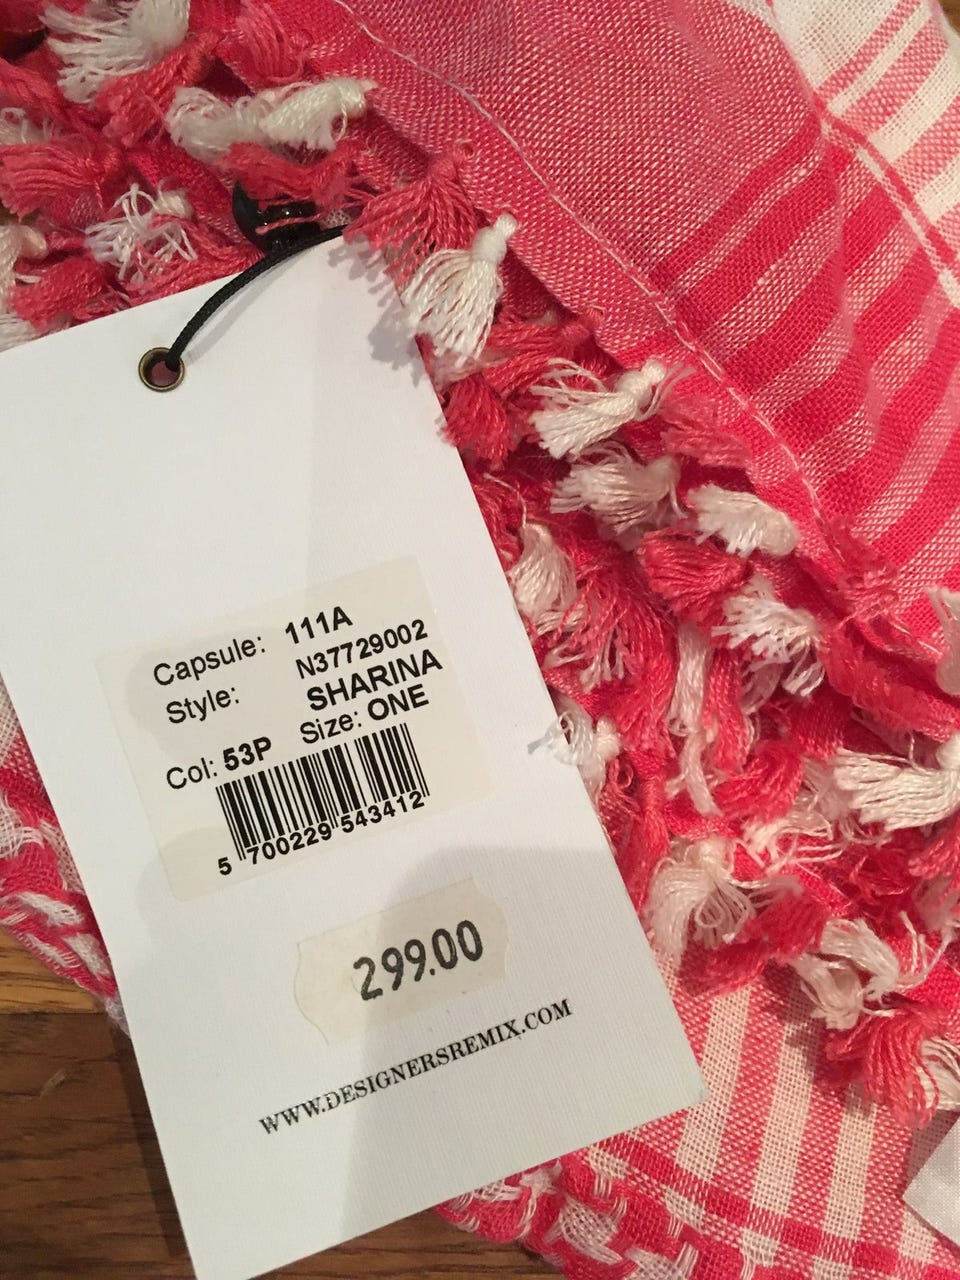 Capsule: 111A
Style: N37729002
SHARINA
Col: 53P Size: ONE
5 700229 543412
299.00
WWW.DESIGNERSREMIX.COM